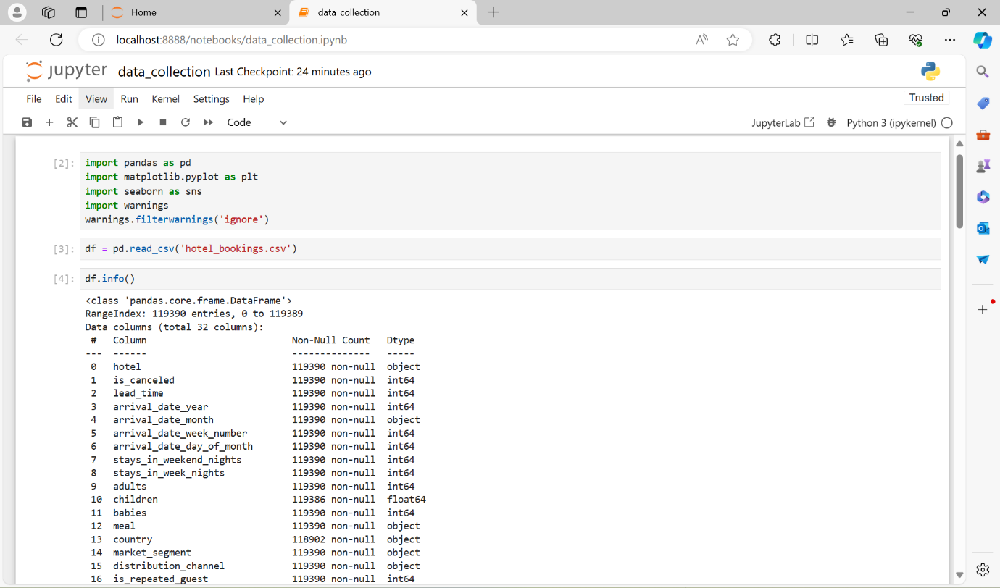 Home
data_collection
localhost:8888/notebooks/data_collection.ipynb
jupyter data_collection Last Checkpoint: 24 minutes ago
File Edit View Run Kernel Settings Help
Trusted
Code
JupyterLab
Python 3 (ipykernel)
[2]:
import pandas as pd
import matplotlib.pyplot as plt
import seaborn as sns
import warnings
warnings.filterwarnings('ignore')
[3]:
df = pd.read_csv('hotel_bookings.csv')
[4]:
df.info()
<class 'pandas.core.frame.DataFrame'>
RangeIndex: 119390 entries, 0 to 119389
Data columns (total 32 columns):
# Column Non-Null Count Dtype
--- ------ -------------- -----
0 hotel 119390 non-null object
1 is_canceled 119390 non-null int64
2 lead_time 119390 non-null int64
3 arrival_date_year 119390 non-null int64
4 arrival_date_month 119390 non-null object
5 arrival_date_week_number 119390 non-null int64
6 arrival_date_day_of_month 119390 non-null int64
7 stays_in_weekend_nights 119390 non-null int64
8 stays_in_week_nights 119390 non-null int64
9 adults 119390 non-null int64
10 children 119386 non-null float64
11 babies 119390 non-null int64
12 meal 119390 non-null object
13 country 118902 non-null object
14 market_segment 119390 non-null object
15 distribution_channel 119390 non-null object
16 is_repeated_guest 119390 non-null int64